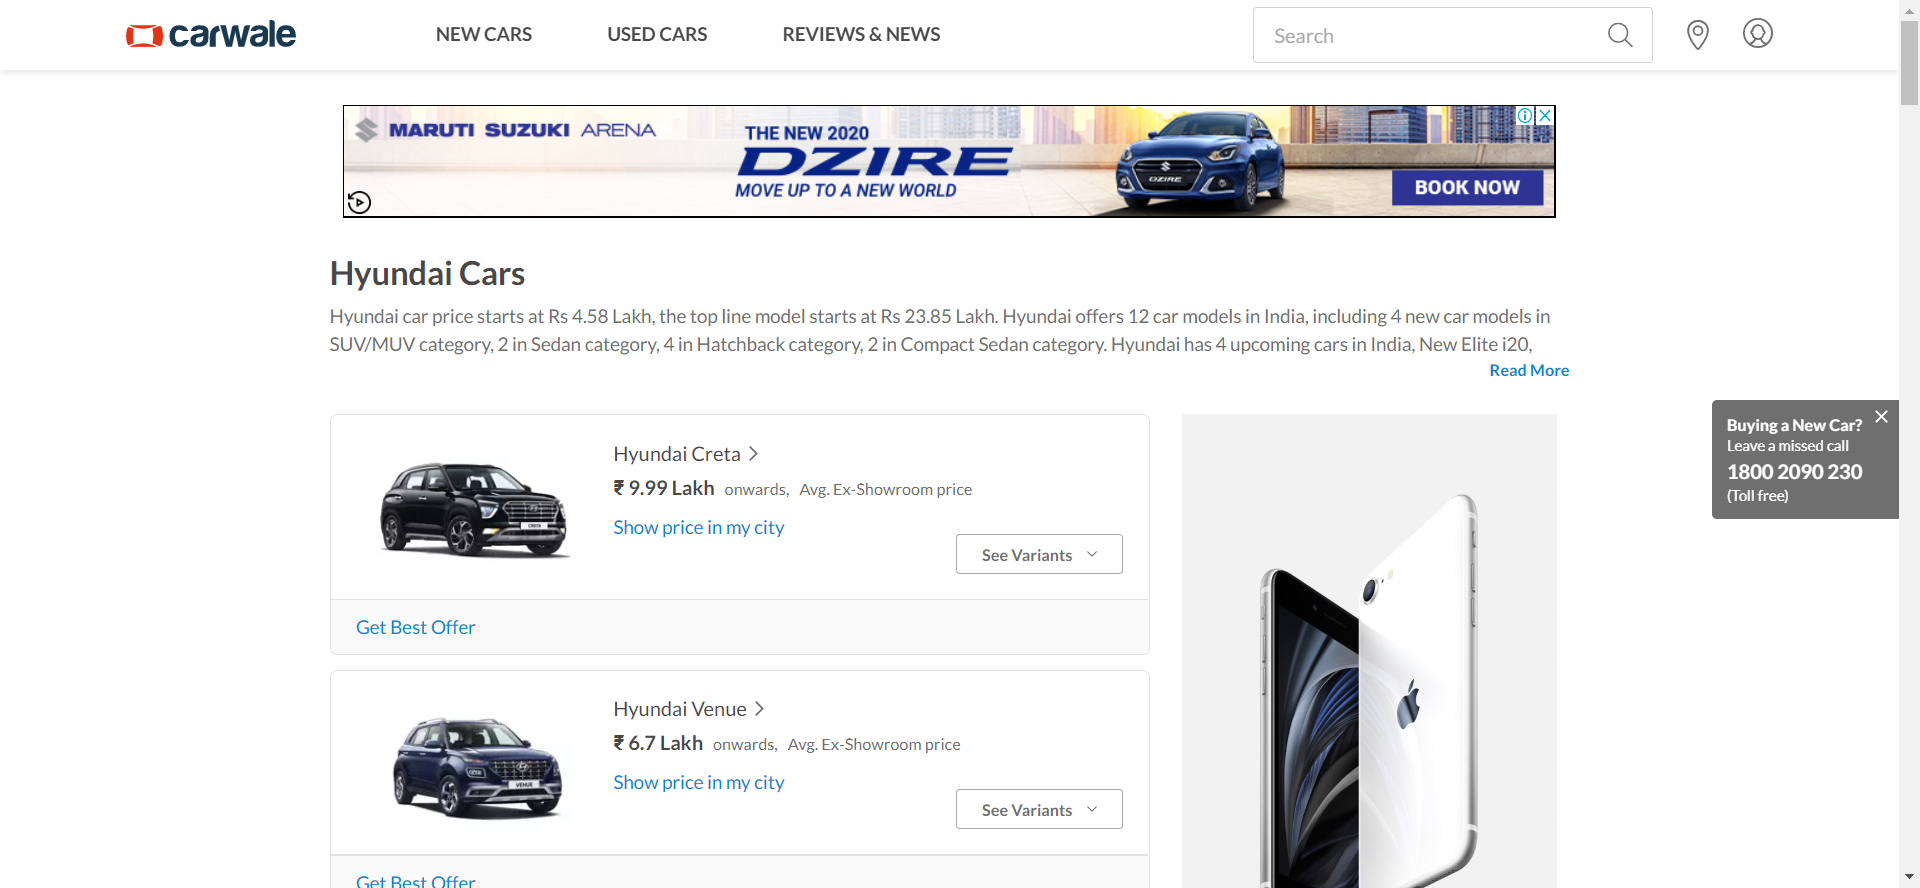 carwale
NEW CARS
USED CARS
REVIEWS & NEWS
Search
MARUTI SUZUKI ARENA
THE NEW 2020
DZIRE
MOVE UP TO A NEW WORLD
DZIRE
BOOK NOW
Hyundai Cars
Hyundai car price starts at Rs 4.58 Lakh, the top line model starts at Rs 23.85 Lakh. Hyundai offers 12 car models in India, including 4 new car models in
SUV/MUV category, 2 in Sedan category, 4 in Hatchback category, 2 in Compact Sedan category. Hyundai has 4 upcoming cars in India, New Elite i20,
Read More
Hyundai Creta
₹ 9.99 Lakh onwards, Avg. Ex-Showroom price
Show price in my city
See Variants
CRETA
Get Best Offer
Hyundai Venue
₹ 6.7 Lakh onwards, Avg. Ex-Showroom price
Show price in my city
See Variants
VENUE
Get Best Offer
Buying a New Car?
Leave a missed call
1800 2090 230
(Toll free)